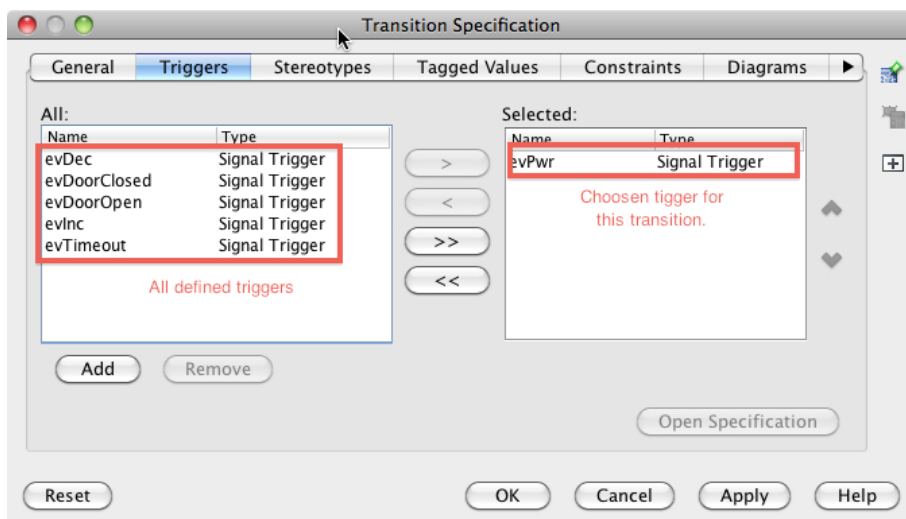 Transition Specification
General Triggers Stereotypes Tagged Values Constraints Diagrams
All:
Name Type
evDec Signal Trigger
evDoorClosed Signal Trigger
evDoorOpen Signal Trigger
evInc Signal Trigger
evTimeout Signal Trigger
All defined triggers
>
<
>>
<<
Selected:
Name Type
evPwr Signal Trigger
Choosen tigger for
this transition.
Add Remove
Open Specification
Reset OK Cancel Apply Help